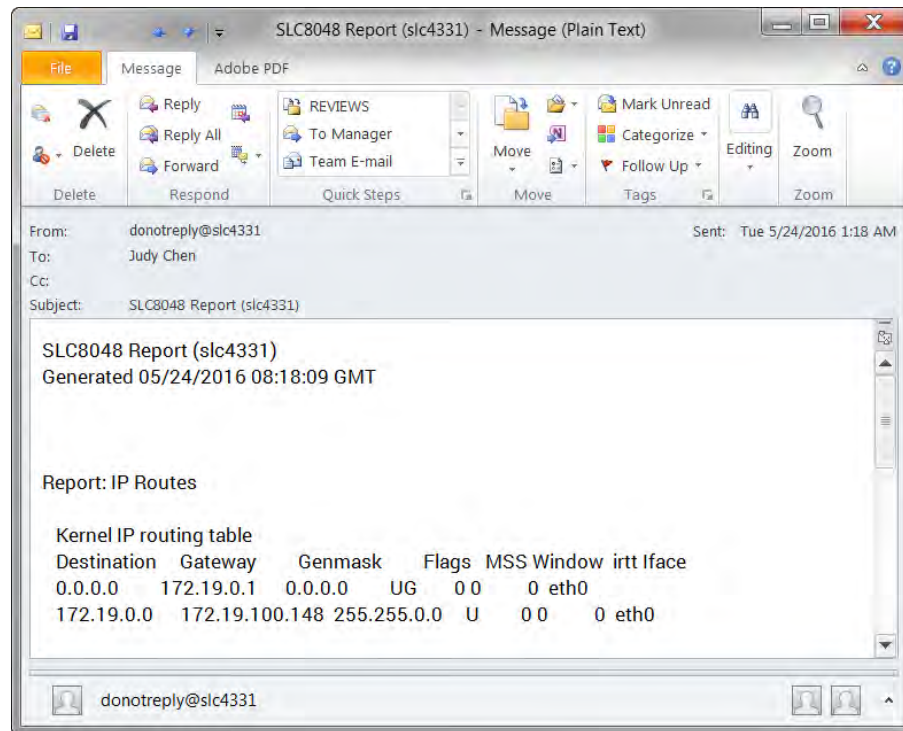 SLC8048 Report (slc4331) - Message (Plain Text)
File Message Adobe PDF
Delete
Reply
Reply All
Forward
REVIEWS
To Manager
Team E-mail
Move
Mark Unread
Categorize
Follow Up
Editing
Zoom
Delete Respond Quick Steps Move Tags Zoom
From: donotreply@slc4331 Sent: Tue 5/24/2016 1:18 AM
To: Judy Chen
Cc:
Subject: SLC8048 Report (slc4331)
SLC8048 Report (slc4331)
Generated 05/24/2016 08:18:09 GMT
Report: IP Routes
Kernel IP routing table
Destination Gateway Genmask Flags MSS Window irtt Iface
0.0.0.0 172.19.0.1 0.0.0.0 UG 0 0 0 eth0
172.19.0.0 172.19.100.148 255.255.0.0 U 0 0 0 eth0
donotreply@slc4331